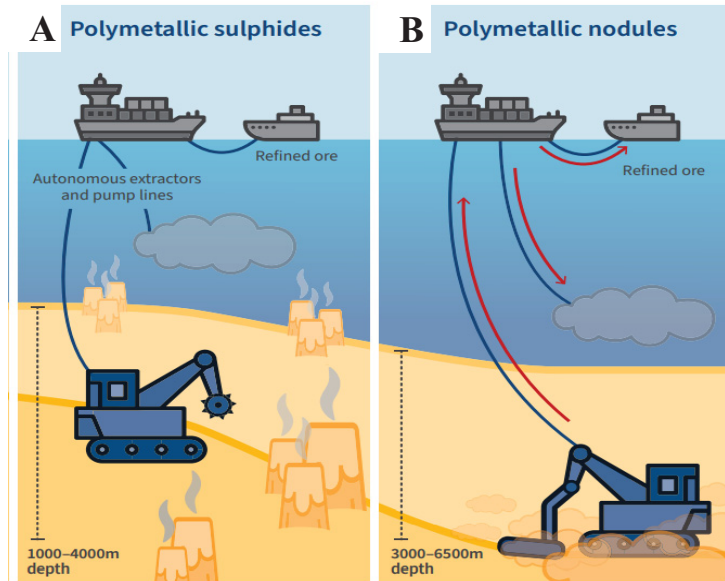 A Polymetallic sulphides
Refined ore
Autonomous extractors
and pump lines
1000–4000m
depth
B Polymetallic nodules
Refined ore
3000–6500m
depth